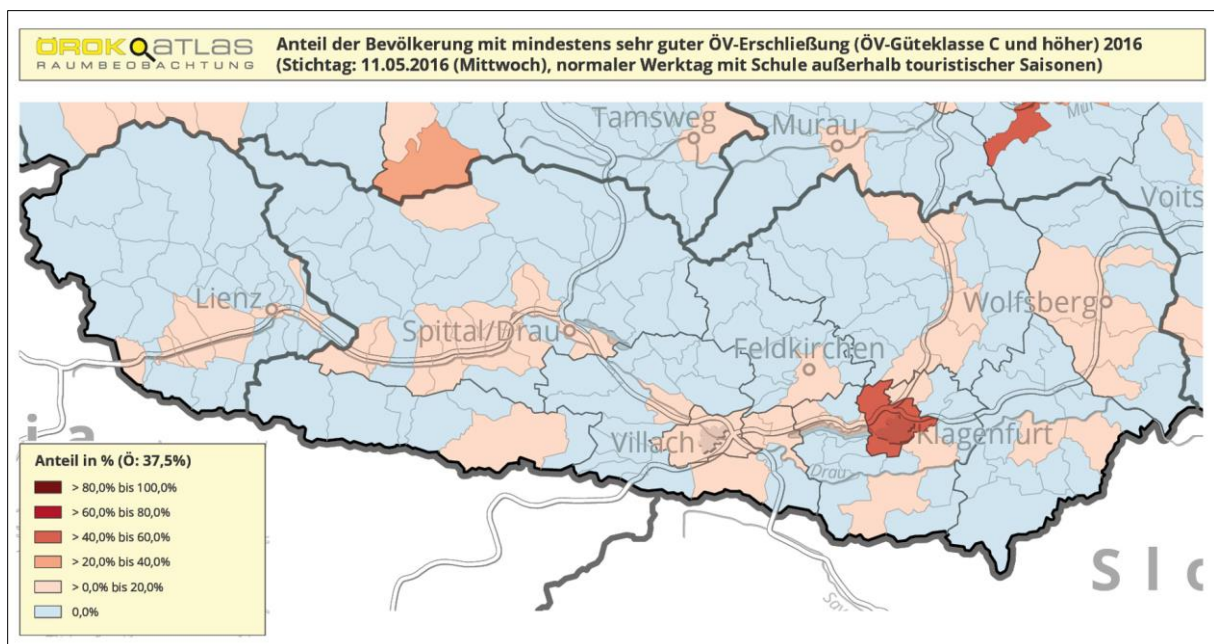 ÖROK ATLAS
RAUMBEOBACHTUNG
Anteil der Bevölkerung mit mindestens sehr guter ÖV-Erschließung (ÖV-Güteklasse C und höher) 2016
(Stichtag: 11.05.2016 (Mittwoch), normaler Werktag mit Schule außerhalb touristischer Saisonen)
Tamsweg
Murau
Mur
Voits
Lienz
Spittal/Drau
Wolfsberg
Feldkirchen
Villach
Klagenfurt
Drau
ia
Slo
Anteil in % (Ö: 37,5%)
> 80,0% bis 100,0%
> 60,0% bis 80,0%
> 40,0% bis 60,0%
> 20,0% bis 40,0%
> 0,0% bis 20,0%
0,0%